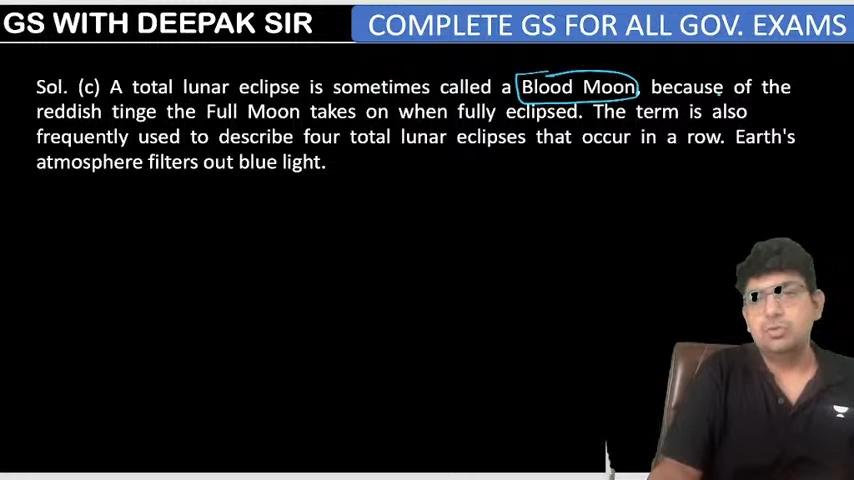 GS WITH DEEPAK SIR
COMPLETE GS FOR ALL GOV. EXAMS
Sol. (c) A total lunar eclipse is sometimes called a Blood Moon, because of the
reddish tinge the Full Moon takes on when fully eclipsed. The term is also
frequently used to describe four total lunar eclipses that occur in a row. Earth's
atmosphere filters out blue light.